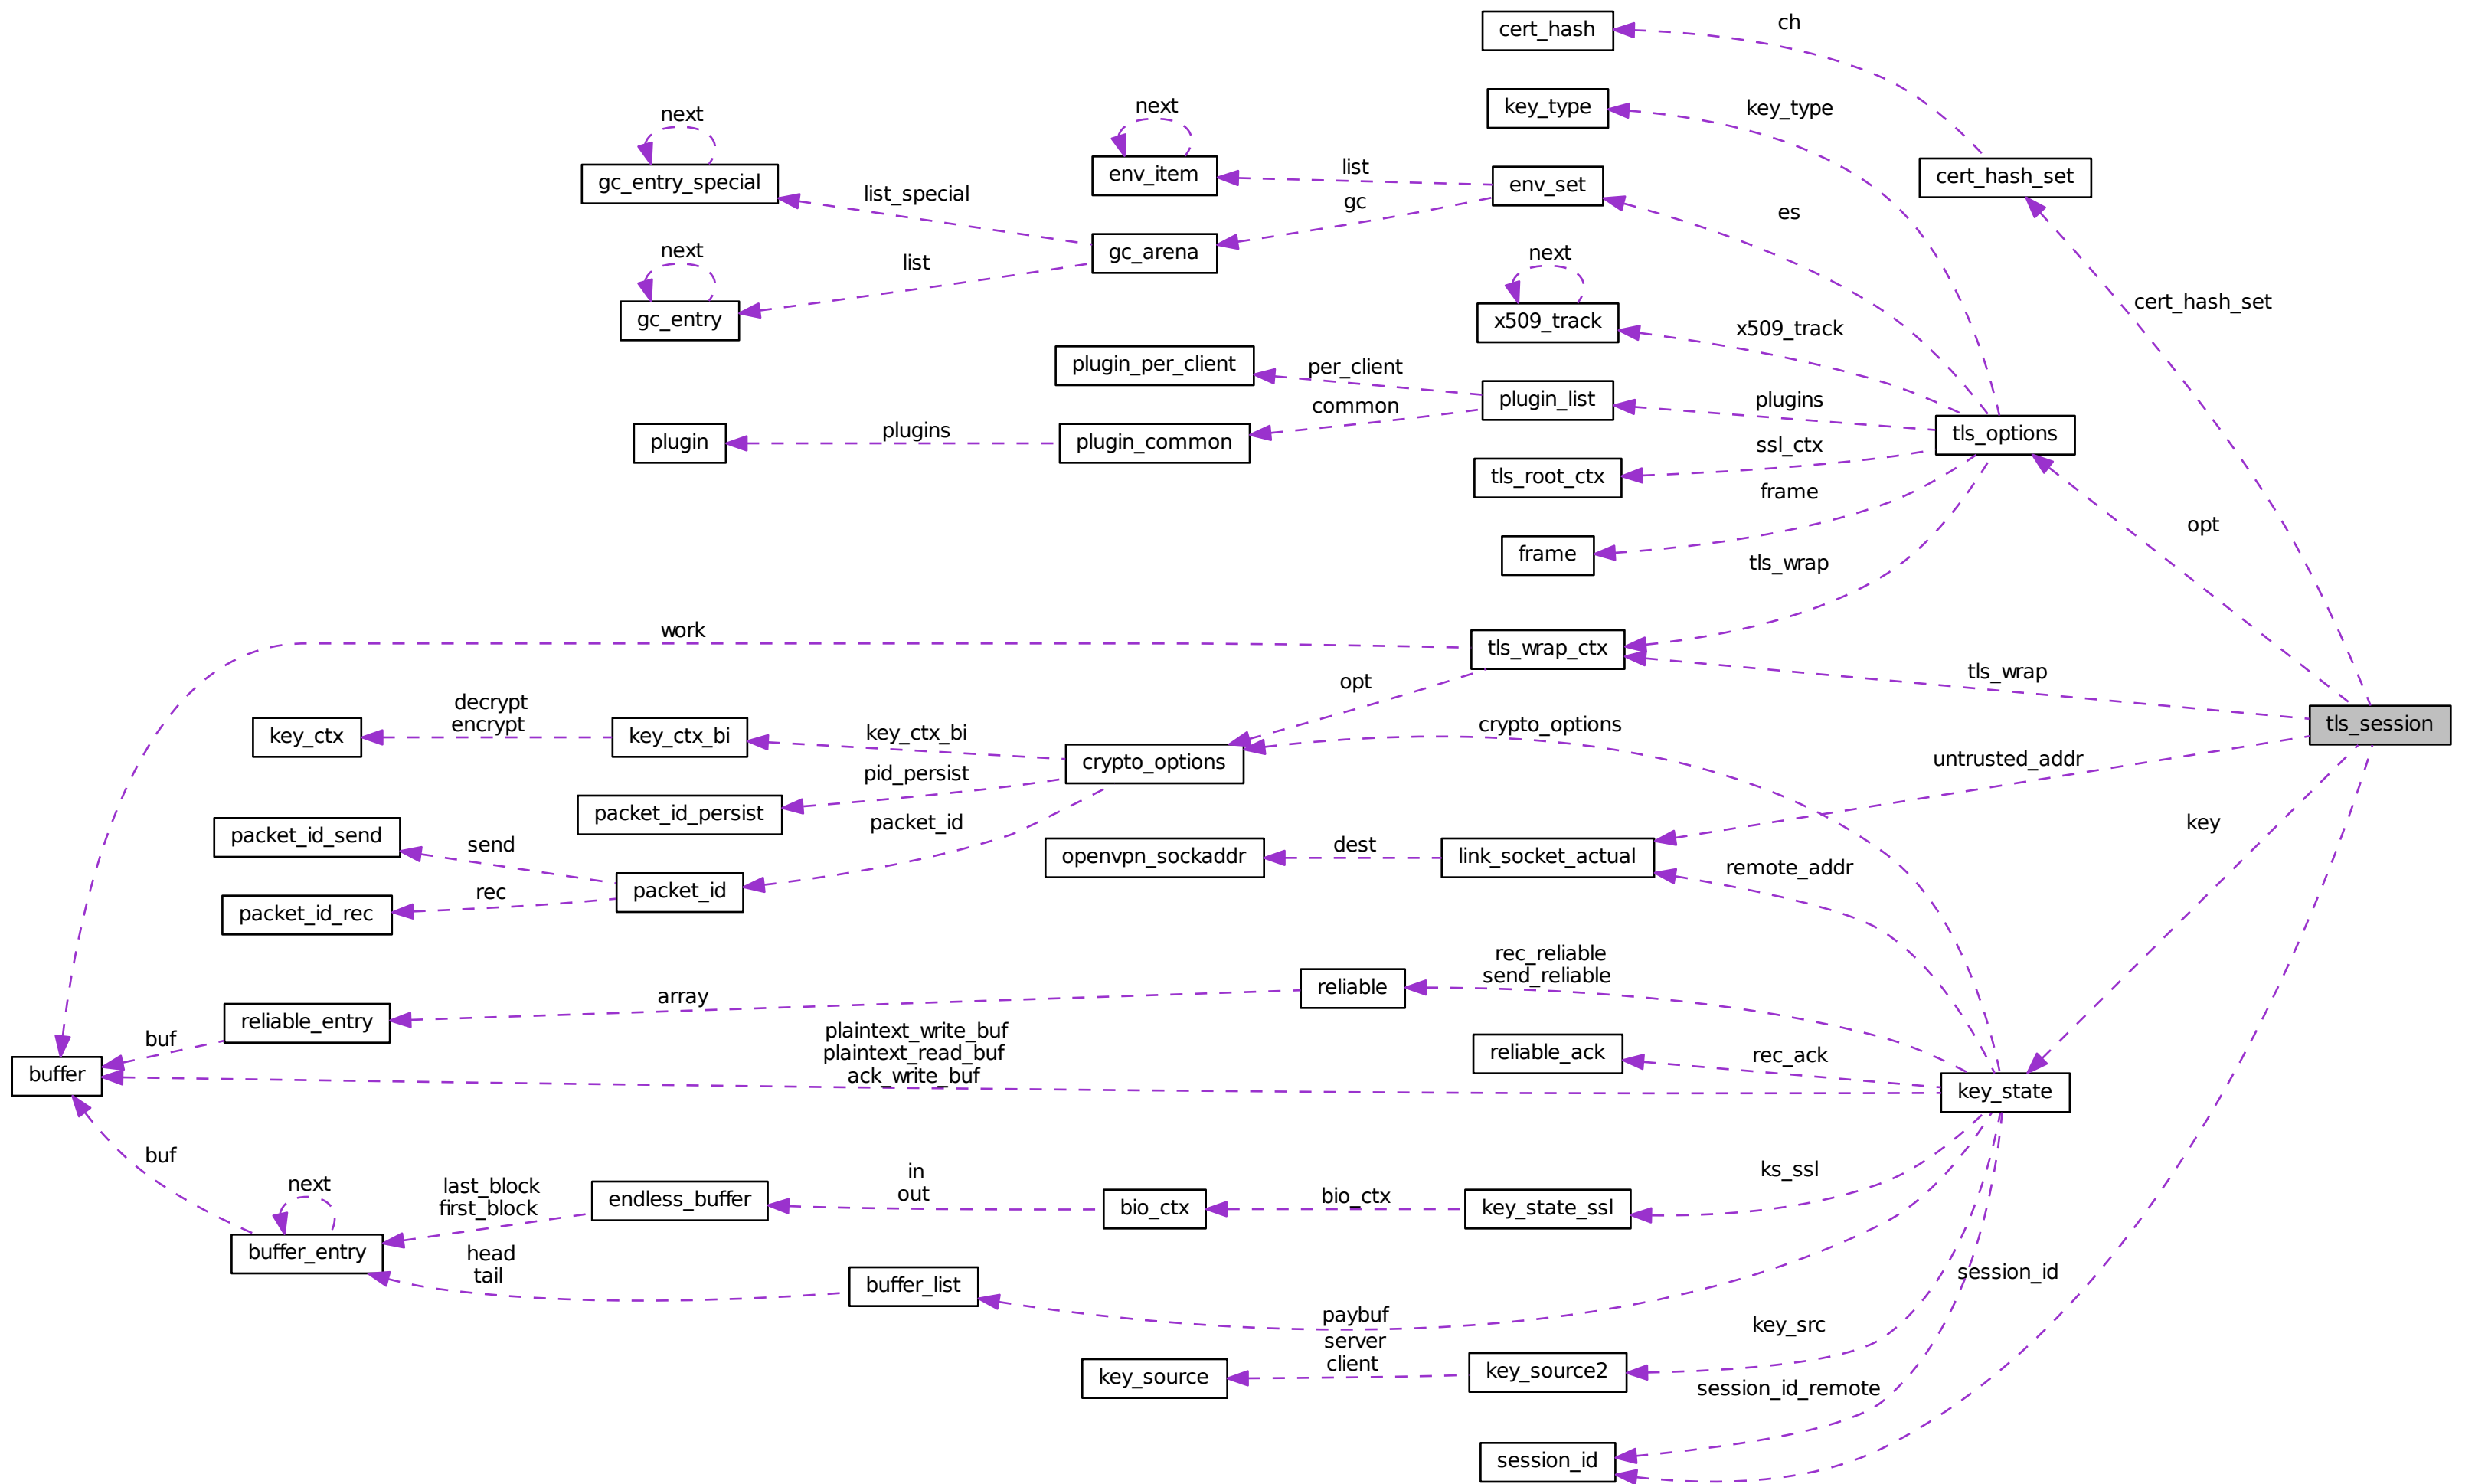 cert_hash
ch
key_type
key_type
next
next
gc_entry_special
list_special
env_item
list
env_set
cert_hash_set
es
gc
next
gc_arena
next
list
gc_entry
x509_track
x509_track
cert_hash_set
plugin_per_client
per_client
plugin_list
plugins
common
plugin
plugins
plugin_common
tls_options
ssl_ctx
tls_root_ctx
frame
opt
frame
tls_wrap
work
tls_wrap_ctx
tls_wrap
opt
decrypt
encrypt
key_ctx
key_ctx_bi
key_ctx_bi
crypto_options
tls_session
crypto_options
untrusted_addr
pid_persist
packet_id_persist
packet_id
key
packet_id_send
send
openvpn_sockaddr
dest
link_socket_actual
remote_addr
packet_id
rec
packet_id_rec
rec_reliable
send_reliable
reliable
array
reliable_entry
buf
plaintext_write_buf
plaintext_read_buf
ack_write_buf
reliable_ack
rec_ack
buffer
key_state
buf
next
last_block
first_block
in
out
endless_buffer
bio_ctx
bio_ctx
key_state_ssl
ks_ssl
buffer_entry
head
tail
buffer_list
session_id
paybuf
key_src
server
client
key_source
key_source2
session_id_remote
session_id